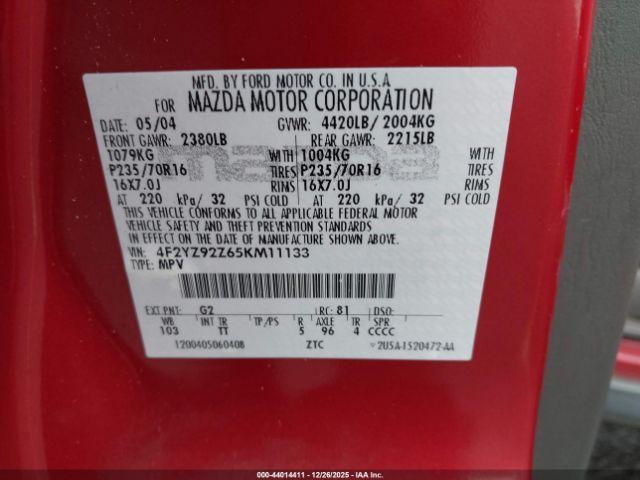 MFD. BY FORD MOTOR CO. IN U.S.A
FOR MAZDA MOTOR CORPORATION
DATE: 05/04 GVWR: 4420LB/ 2004KG
FRONT GAWR: 2380LB REAR GAWR: 2215LB
1079KG WITH 1004KG WITH
P235/70R16 TIRES P235/70R16 TIRES
16X7.0J RIMS 16X7.0J RIMS
AT 220 kPa/ 32 PSI COLD AT 220 kPa/ 32 PSI COLD
THIS VEHICLE CONFORMS TO ALL APPLICABLE FEDERAL MOTOR
VEHICLE SAFETY AND THEFT PREVENTION STANDARDS
IN EFFECT ON THE DATE OF MANUFACTURE SHOWN ABOVE.
VIN: 4F2YZ92Z65KM11133
TYPE: MPV
EXT PNT: G2 RC: 81 DSO:
WB INT TR TP/PS R AXLE TR SPR
103 TT 5 96 4 CCCC
120040506040B ZTC 2U5A-1520472-AA
000-44014411 - 12/26/2025 - IAAI.COM